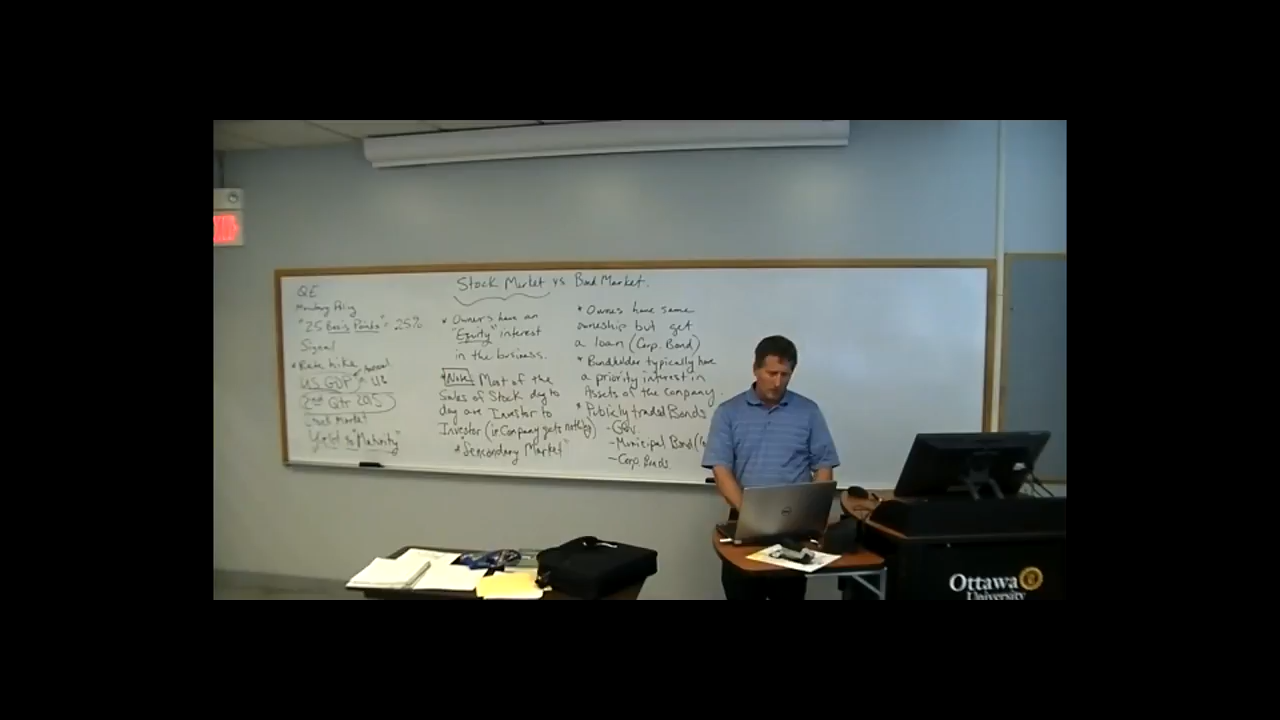 Stock Market vs Bond Market.
QE
Monetary Policy
"25 Basis Points" = .25%
Signal
* Rate hike
Annual
US GDP
2nd Qtr 2015
Stock Market
Yield to "Maturity"
* Owners have an
"Equity" interest
in the business.
* Note: Most of the
Sales of Stock day to
day are Investor to
Investor (ie Company gets nothing)
* "Sencondary Market"
* Owners have same
owneship but get
a loan (Corp. Bond)
* Bondholder typically have
a priority interest in
Assets of the company.
* Publicly traded Bonds
- Gov.
- Municipal Bond
- Corp. Bonds.
DELL
Ottawa
University